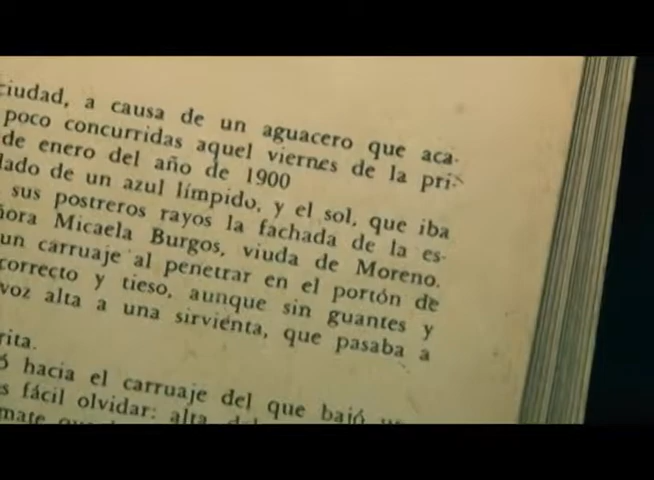 ciudad, a causa de un aguacero que aca-
poco concurridas aquel viernes de la pri-
de enero del año de 1900
lado de un azul límpido, y el sol, que iba
sus postreros rayos la fachada de la es-
ñora Micaela Burgos, viuda de Moreno.
un carruaje al penetrar en el portón de
correcto y tieso, aunque sin guantes y
voz alta a una sirvienta, que pasaba a
rita.
ó hacia el carruaje del que bajó
s fácil olvidar: alta,
mate que